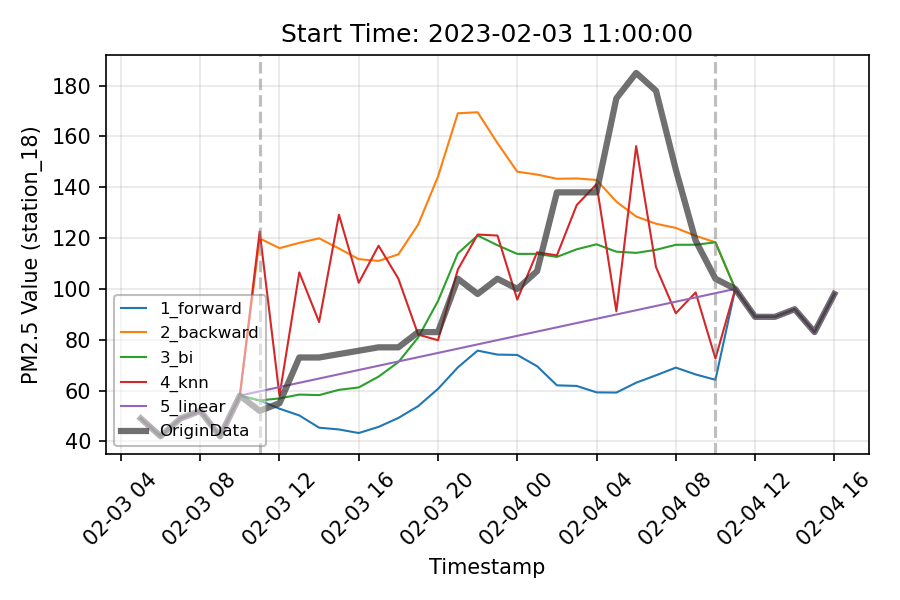 Start Time: 2023-02-03 11:00:00
PM2.5 Value (station_18)
180
160
140
120
100
80
60
40
1_forward
2_backward
3_bi
4_knn
5_linear
OriginData
02-03 04
02-03 08
02-03 12
02-03 16
02-03 20
02-04 00
02-04 04
02-04 08
02-04 12
02-04 16
Timestamp